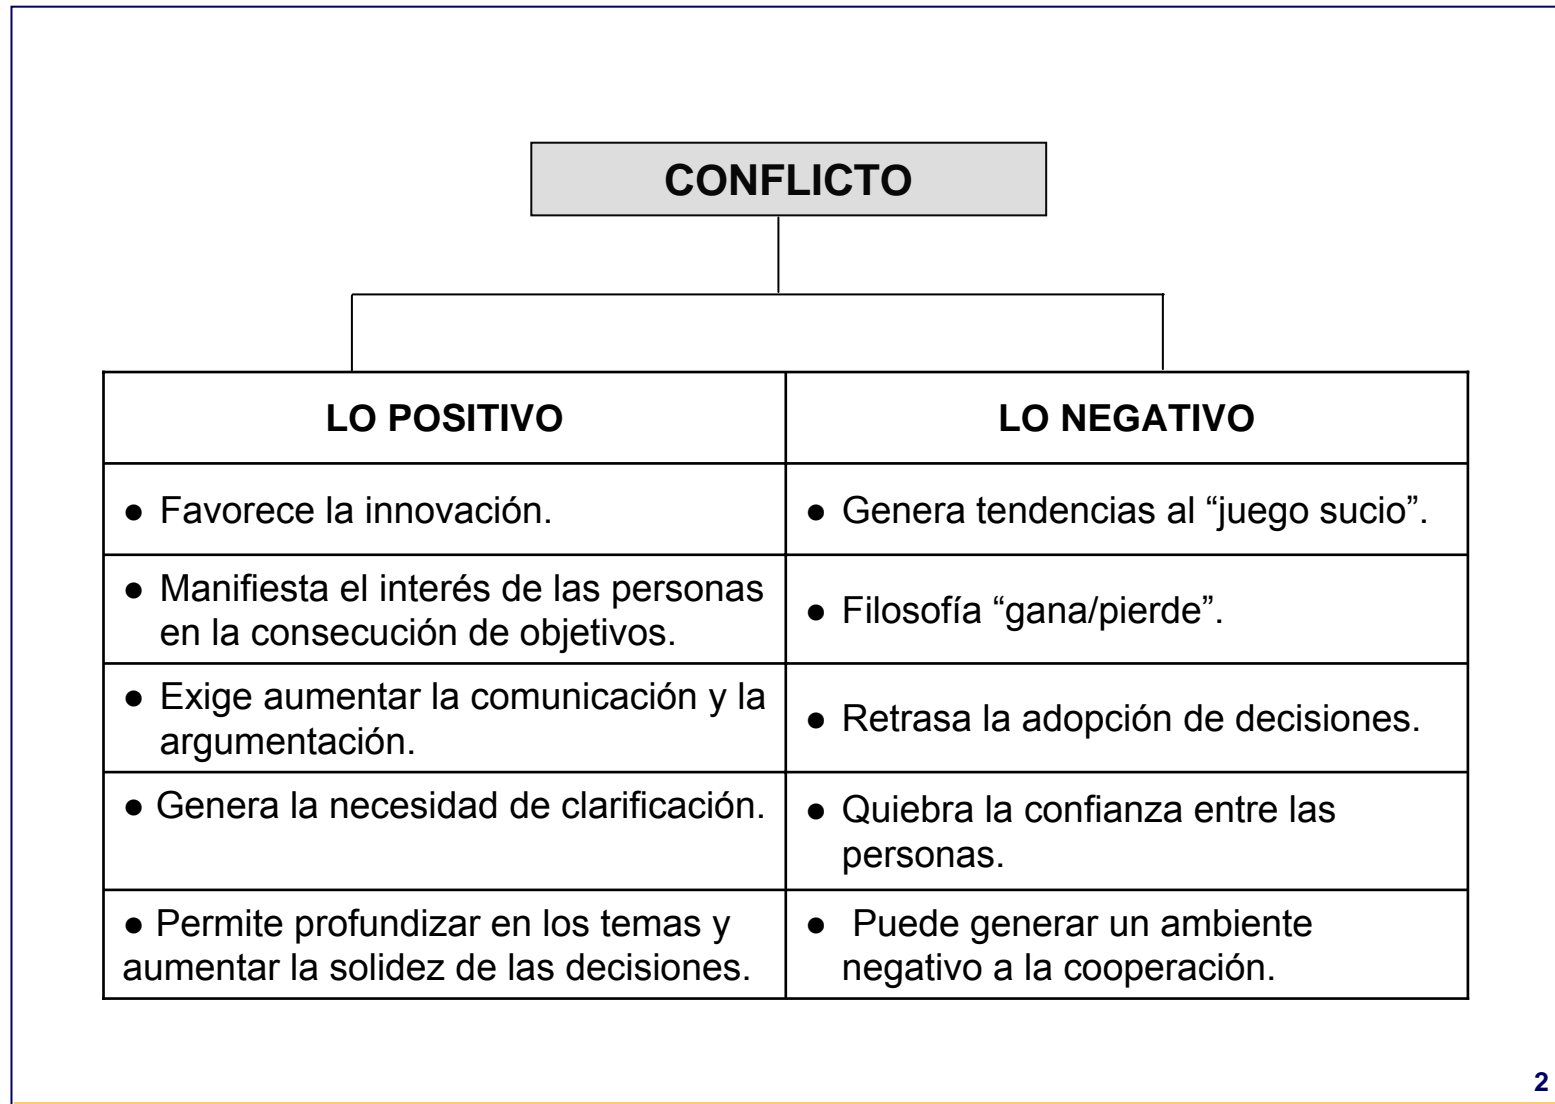 CONFLICTO
LO POSITIVO
LO NEGATIVO
● Favorece la innovación.
● Genera tendencias al “juego sucio”.
● Manifiesta el interés de las personas
en la consecución de objetivos.
● Filosofía “gana/pierde”.
● Exige aumentar la comunicación y la
argumentación.
● Retrasa la adopción de decisiones.
● Genera la necesidad de clarificación.
● Quiebra la confianza entre las
personas.
● Permite profundizar en los temas y
aumentar la solidez de las decisiones.
● Puede generar un ambiente
negativo a la cooperación.
2